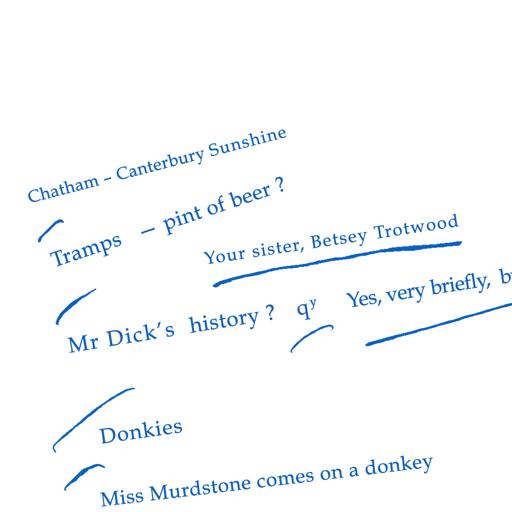 Chatham – Canterbury Sunshine
Tramps — pint of beer ?
Your sister, Betsey Trotwood
Mr Dick's history ? qy Yes, very briefly,
Donkies
Miss Murdstone comes on a donkey